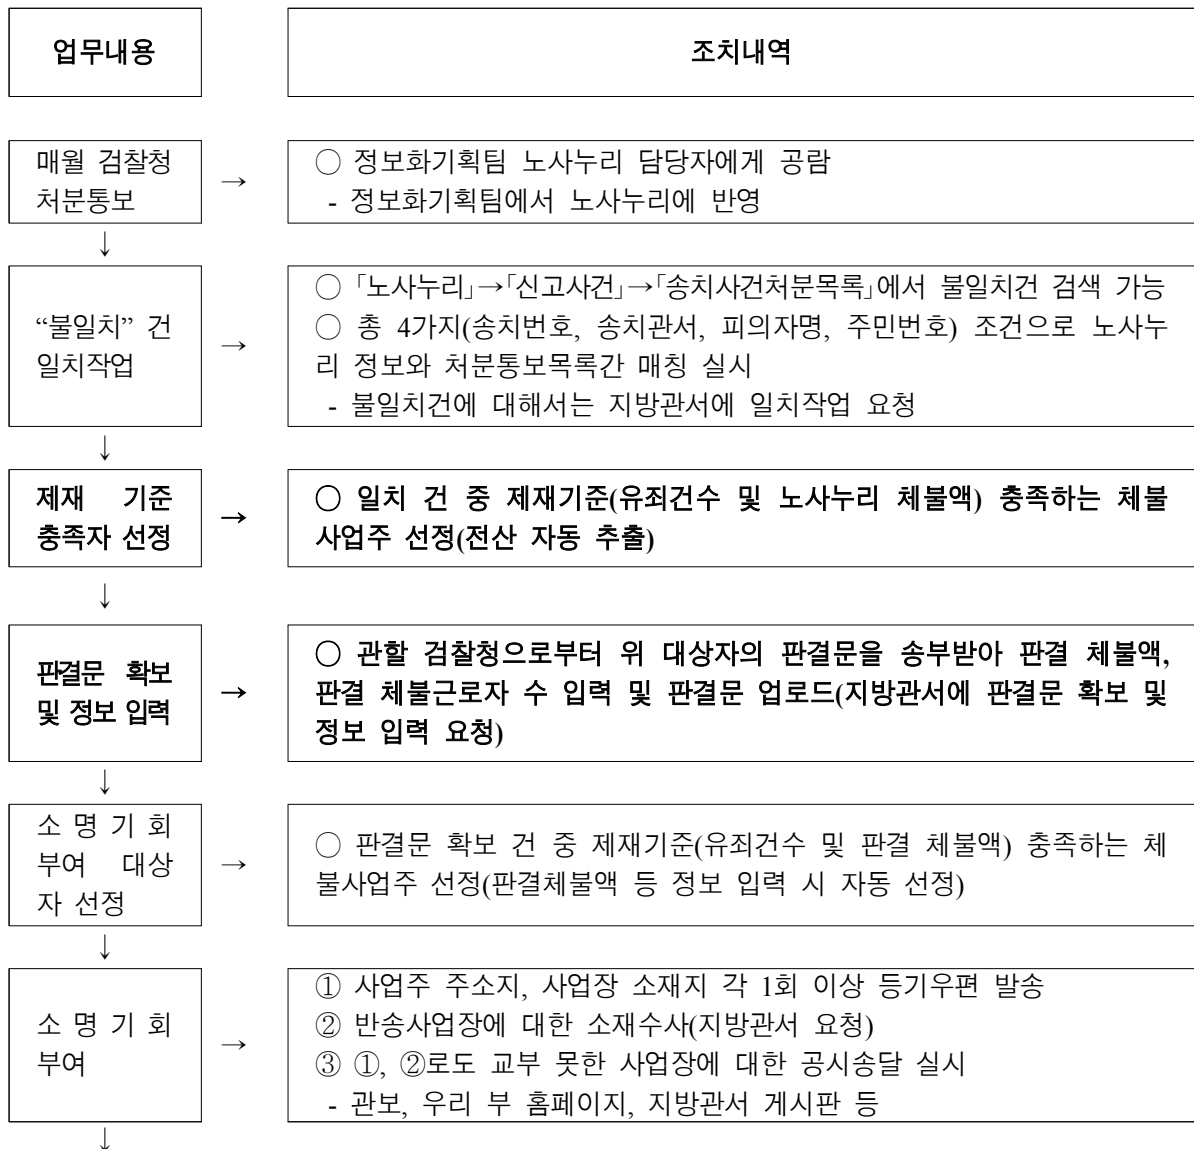 업무내용
조치내역
매월 검찰청
처분통보
→
○ 정보화기획팀 노사누리 담당자에게 공람
- 정보화기획팀에서 노사누리에 반영
↓
“불일치” 건
일치작업
→
○ 「노사누리」→「신고사건」→「송치사건처분목록」에서 불일치건 검색 가능
○ 총 4가지(송치번호, 송치관서, 피의자명, 주민번호) 조건으로 노사누
리 정보와 처분통보목록간 매칭 실시
- 불일치건에 대해서는 지방관서에 일치작업 요청
↓
제재 기준
충족자 선정
→
○ 일치 건 중 제재기준(유죄건수 및 노사누리 체불액) 충족하는 체불
사업주 선정(전산 자동 추출)
↓
판결문 확보
및 정보 입력
→
○ 관할 검찰청으로부터 위 대상자의 판결문을 송부받아 판결 체불액,
판결 체불근로자 수 입력 및 판결문 업로드(지방관서에 판결문 확보 및
정보 입력 요청)
↓
소 명 기 회
부여 대상
자 선정
→
○ 판결문 확보 건 중 제재기준(유죄건수 및 판결 체불액) 충족하는 체
불사업주 선정(판결체불액 등 정보 입력 시 자동 선정)
↓
소 명 기 회
부여
→
① 사업주 주소지, 사업장 소재지 각 1회 이상 등기우편 발송
② 반송사업장에 대한 소재수사(지방관서 요청)
③ ①, ②로도 교부 못한 사업장에 대한 공시송달 실시
- 관보, 우리 부 홈페이지, 지방관서 게시판 등
↓